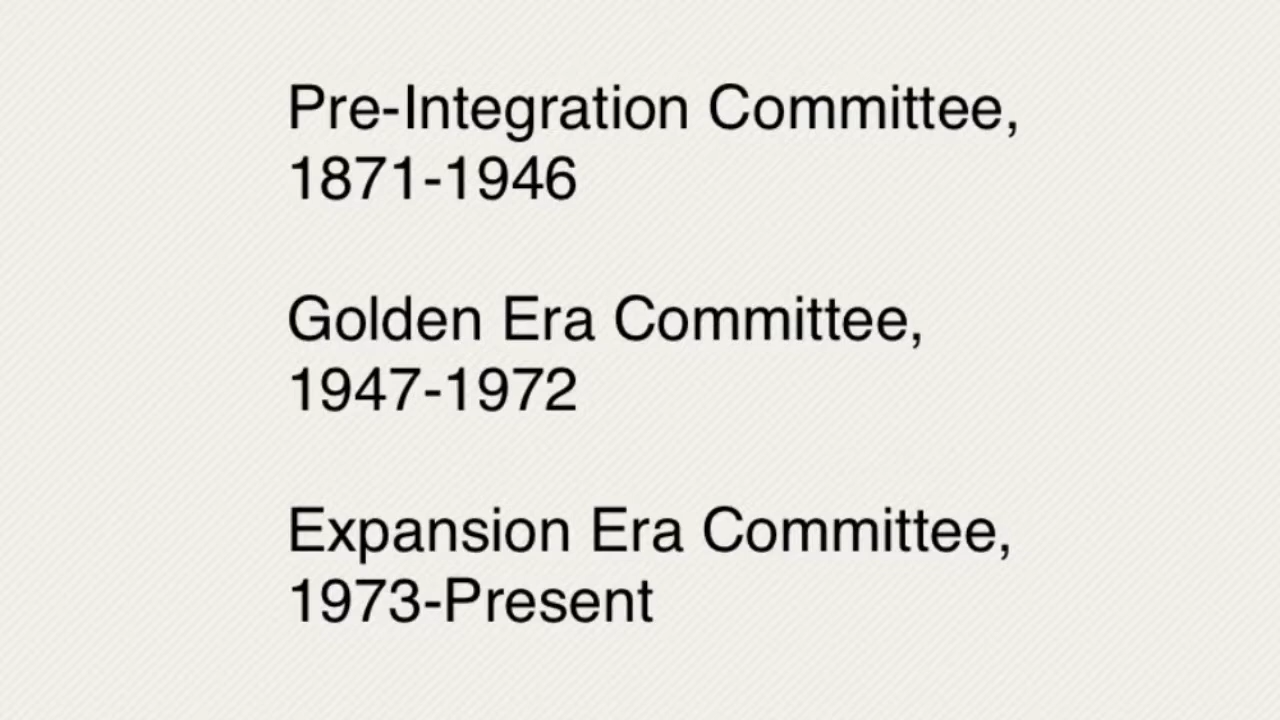 Pre-Integration Committee,
1871-1946
Golden Era Committee,
1947-1972
Expansion Era Committee,
1973-Present